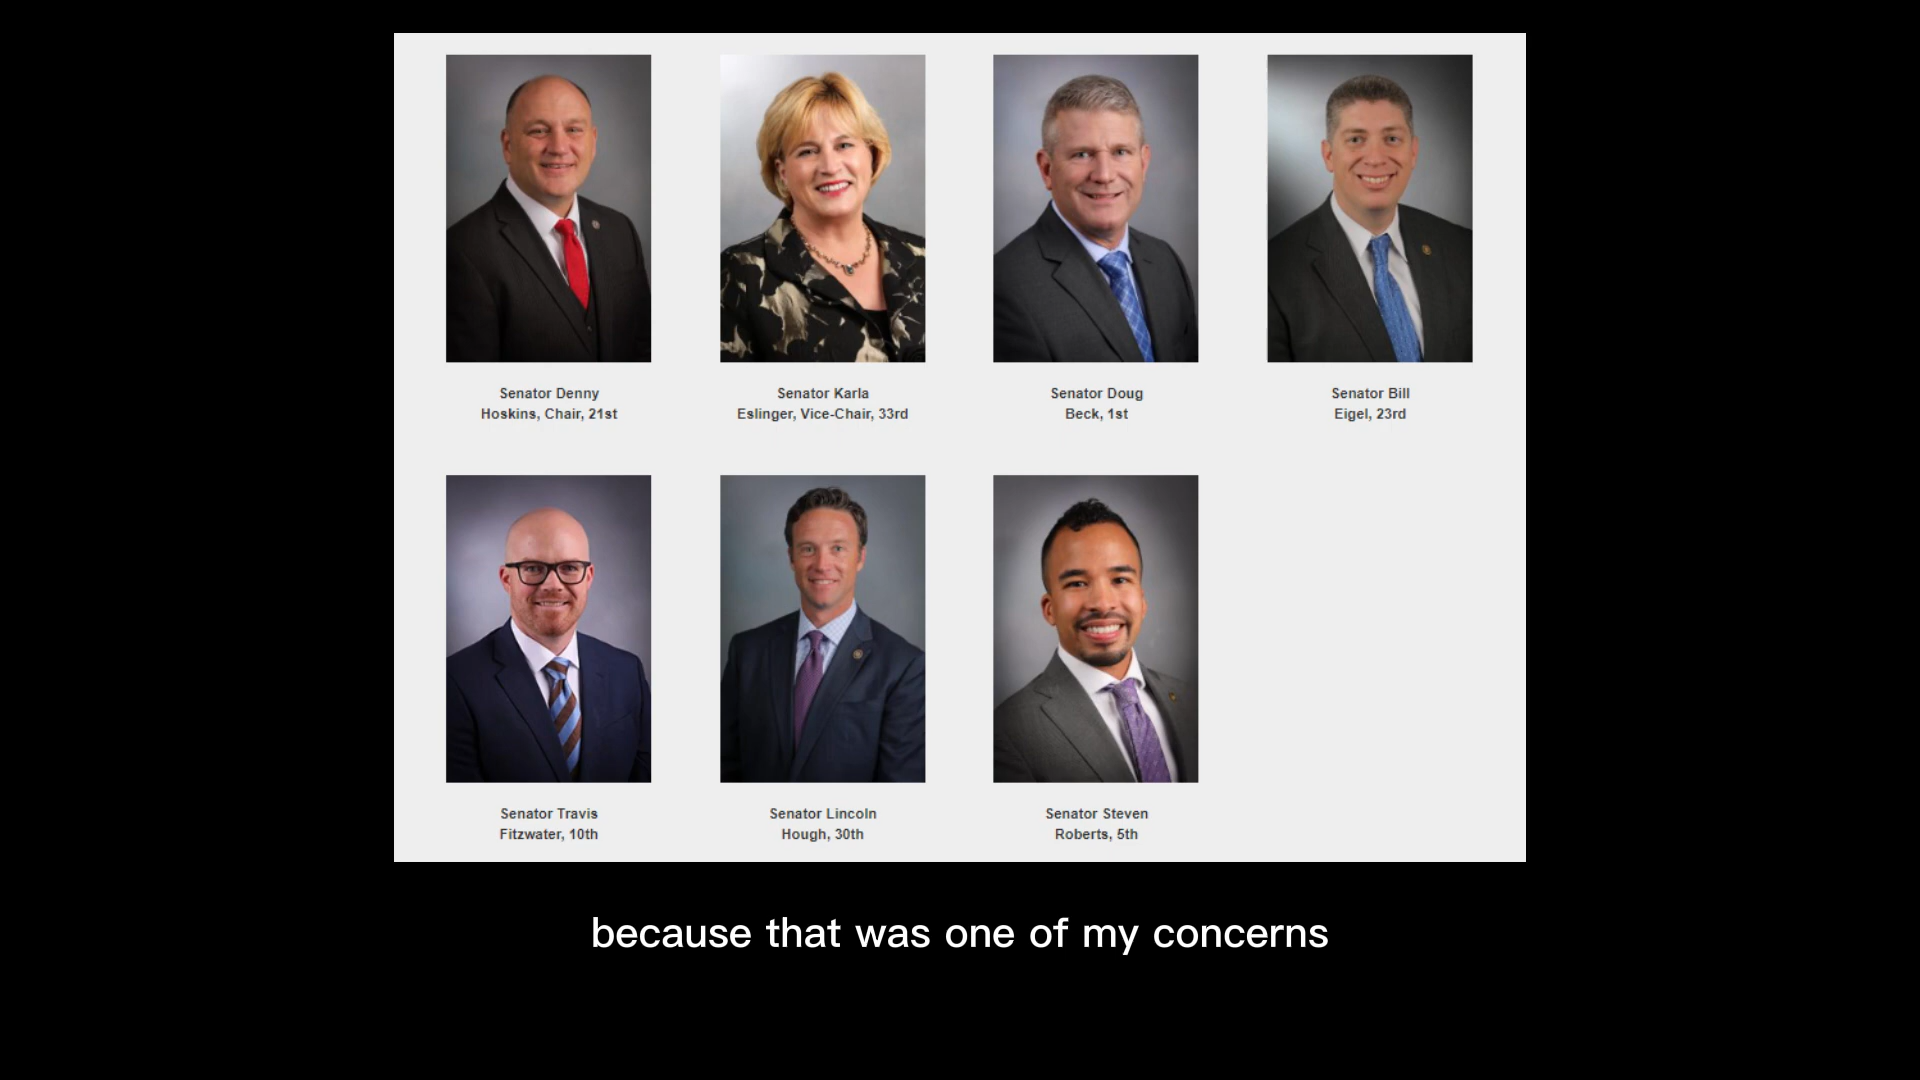 Senator Denny
Hoskins, Chair, 21st
Senator Karla
Eslinger, Vice-Chair, 33rd
Senator Doug
Beck, 1st
Senator Bill
Eigel, 23rd
Senator Travis
Fitzwater, 10th
Senator Lincoln
Hough, 30th
Senator Steven
Roberts, 5th
because that was one of my concerns